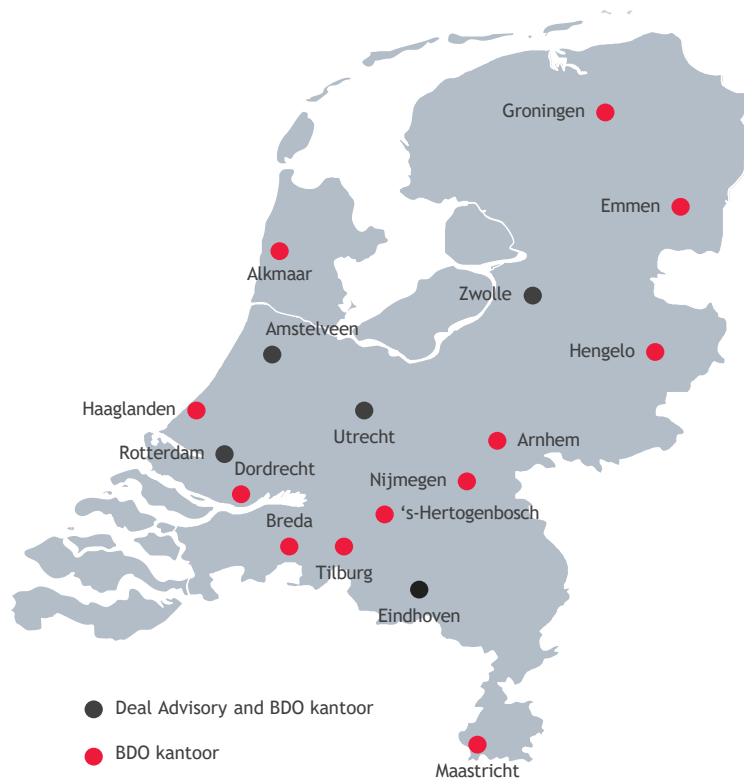 Groningen
Emmen
Alkmaar
Zwolle
Amstelveen
Hengelo
Haaglanden
Utrecht
Arnhem
Rotterdam
Dordrecht
Nijmegen
‘s-Hertogenbosch
Breda
Tilburg
Eindhoven
Deal Advisory and BDO kantoor
BDO kantoor
Maastricht